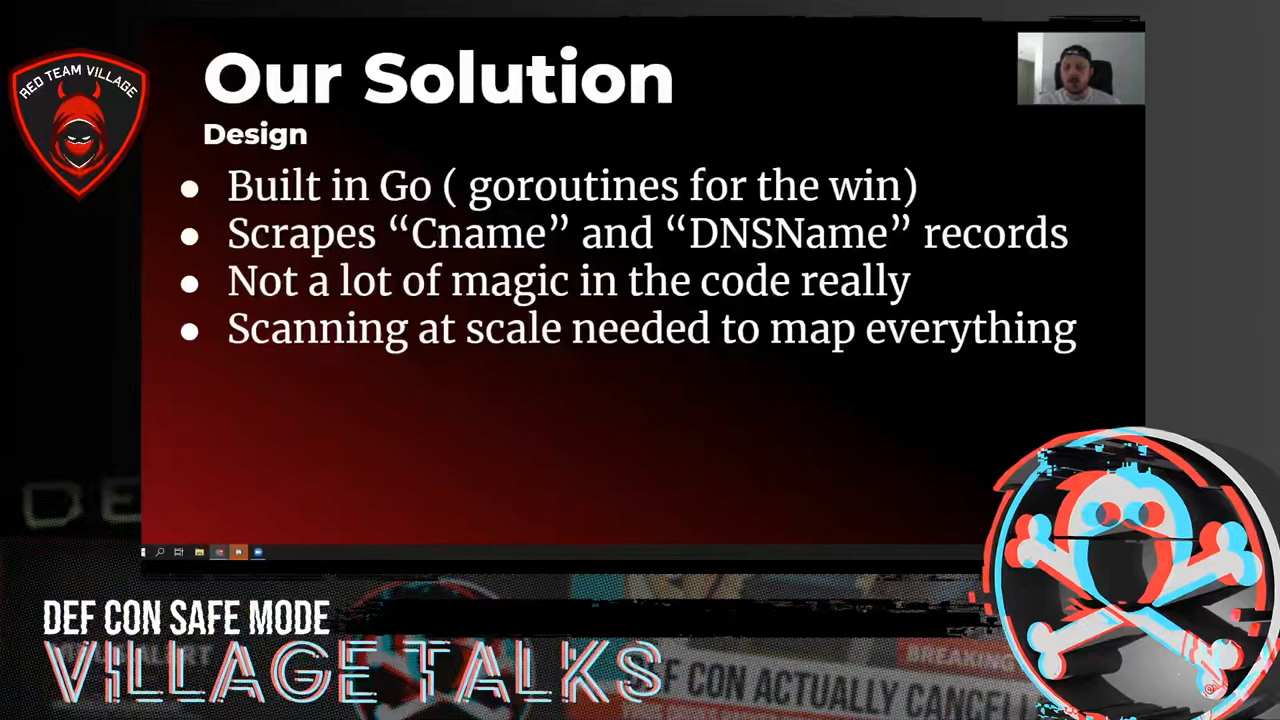 RED TEAM VILLAGE
Our Solution
Design
● Built in Go ( goroutines for the win)
● Scrapes “Cname” and “DNSName” records
● Not a lot of magic in the code really
● Scanning at scale needed to map everything
DE
DEF CON SAFE MODE
VILLAGE TALKS
BREAKING
DEF CON ACTUALLY CANCEL